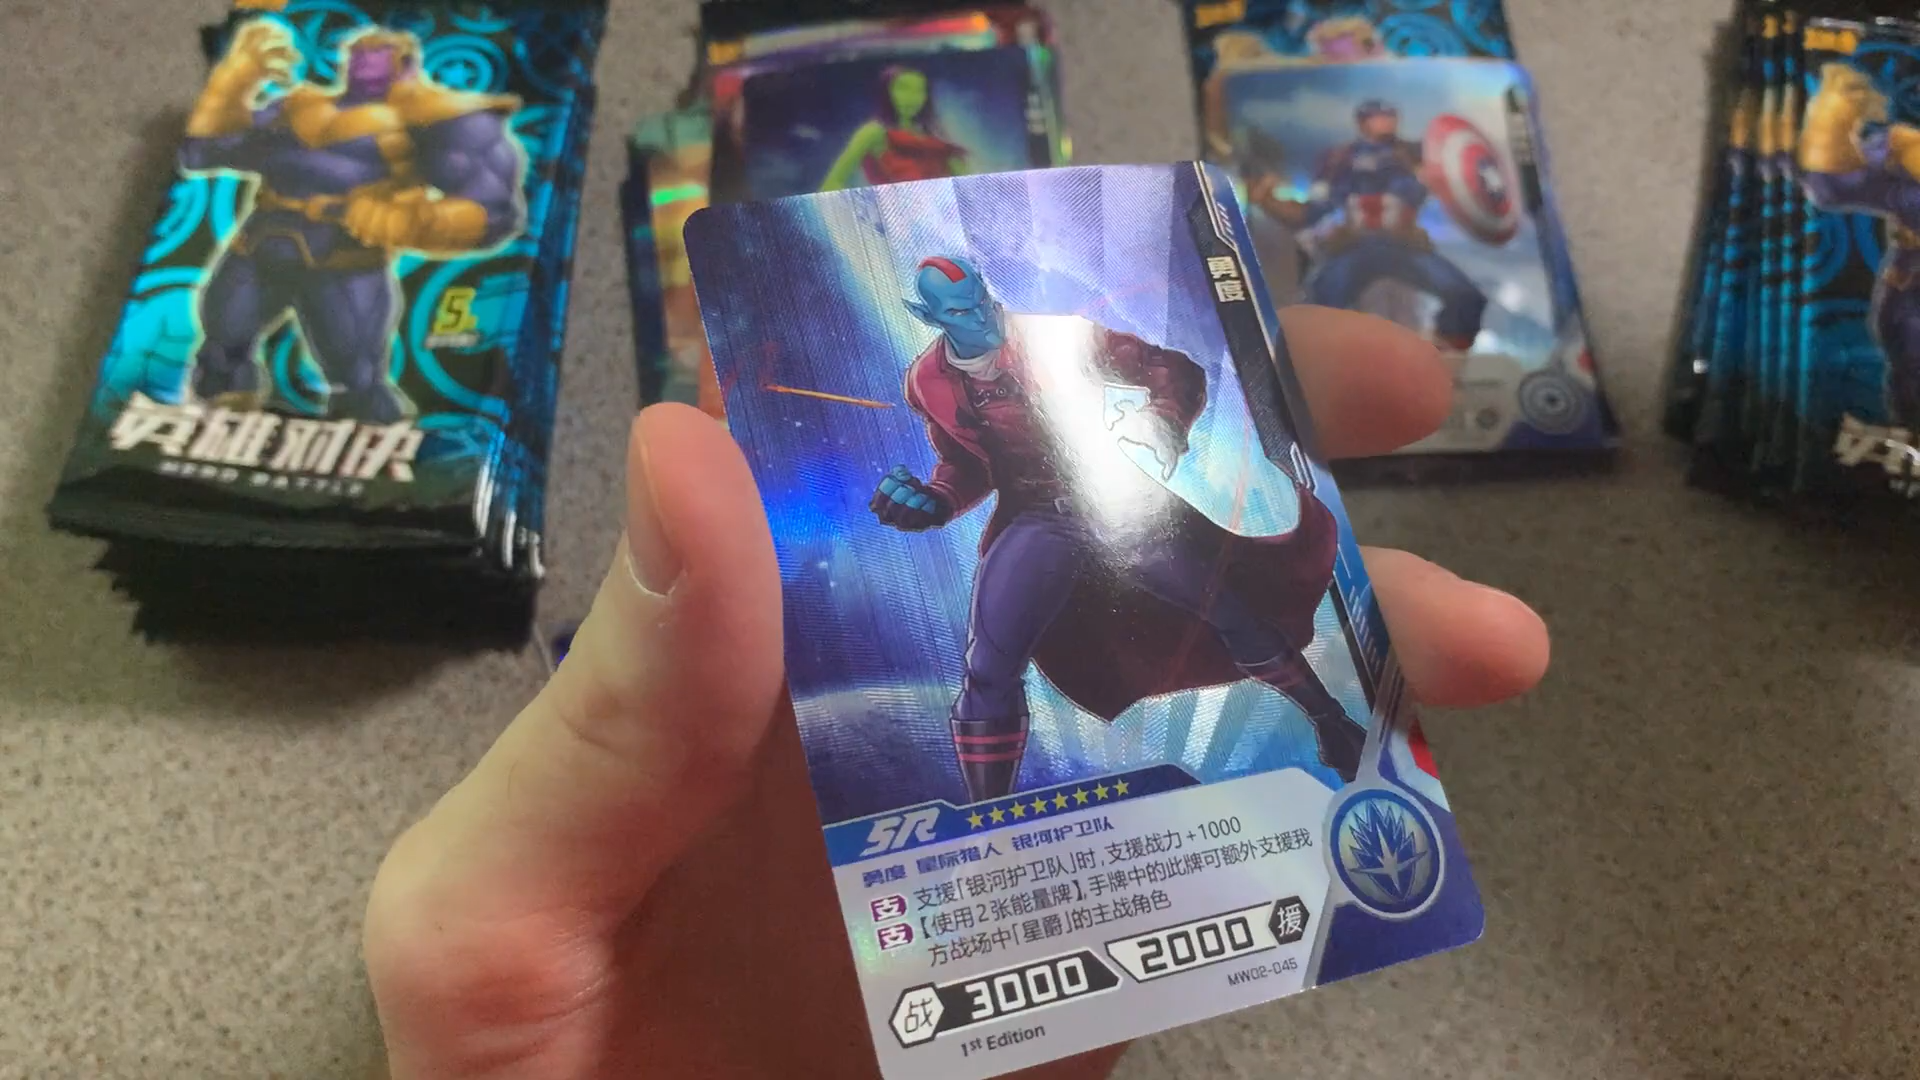 5
英雄对决
HERO BATTLE
勇度
SR
勇度 星际猎人 银河护卫队
支 支援「银河护卫队」时,支援战力+1000
支 【使用2张能量牌】,手牌中的此牌可额外支援我
方战场中「星爵」的主战角色
战 3000 2000 援
MW02-045
1st Edition